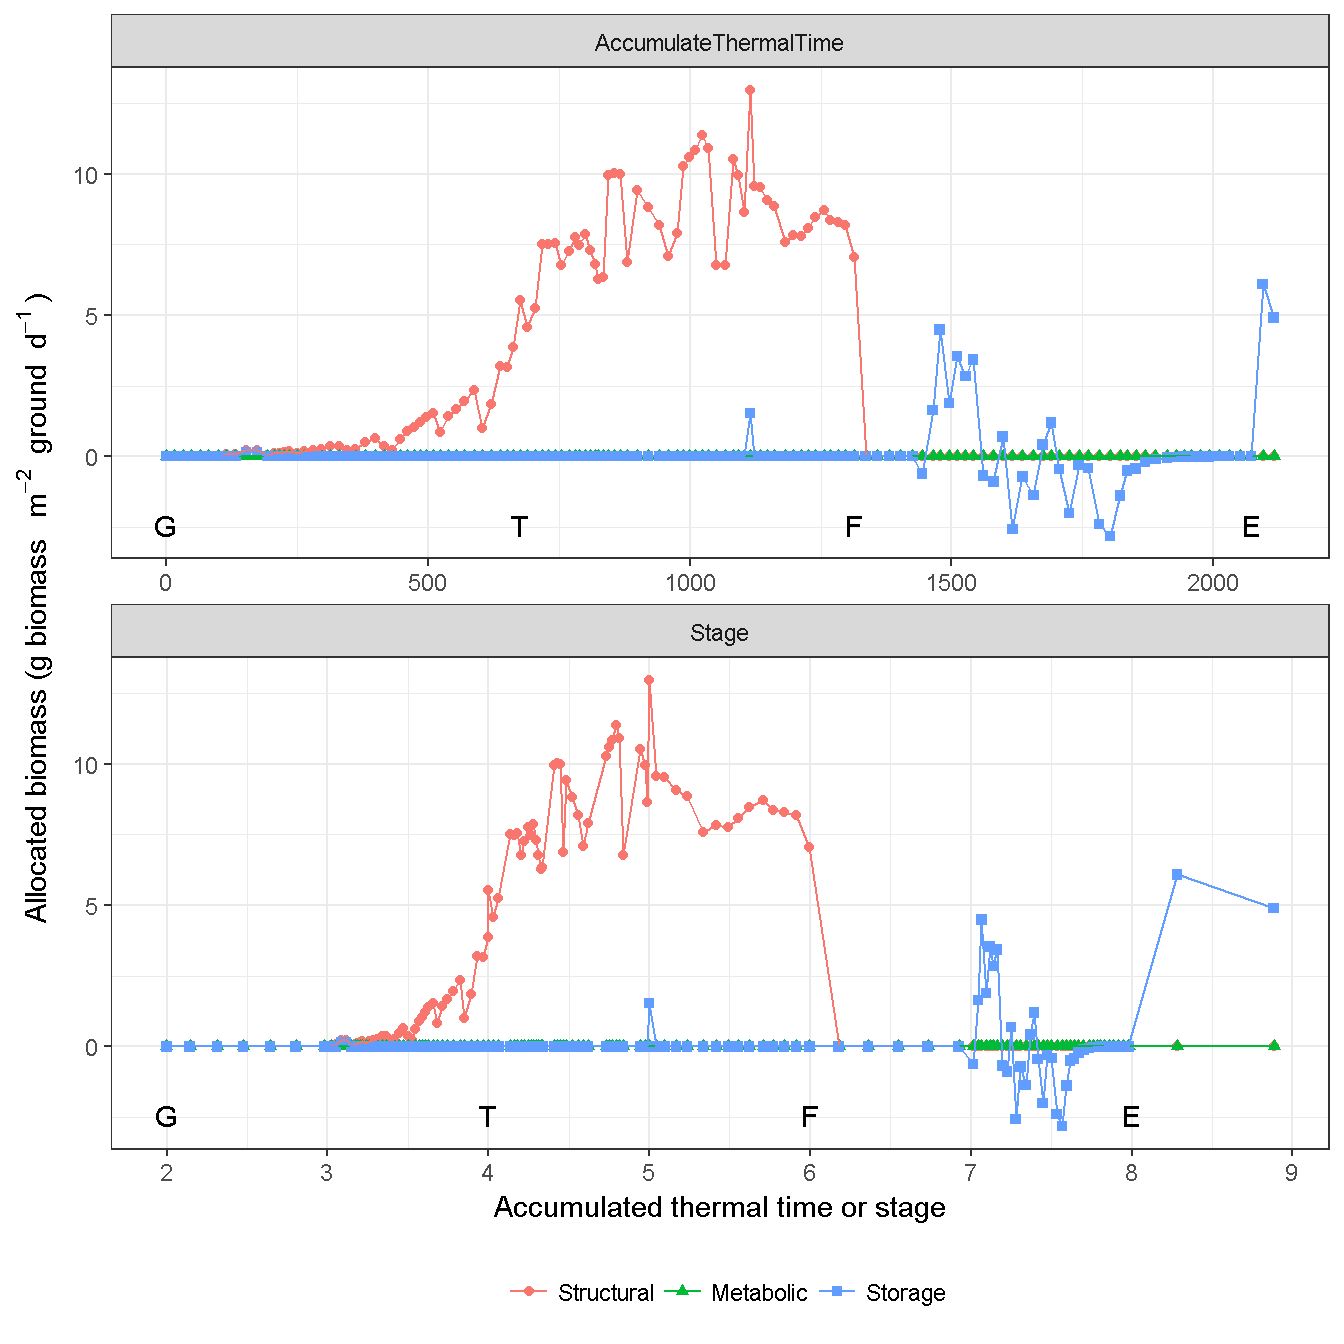 AccumulateThermalTime
10
5
0
G T F E
0 500 1000 1500 2000
Stage
10
5
0
G T F E
2 3 4 5 6 7 8 9
Allocated biomass (g biomass m⁻² ground d⁻¹)
Accumulated thermal time or stage
Structural Metabolic Storage